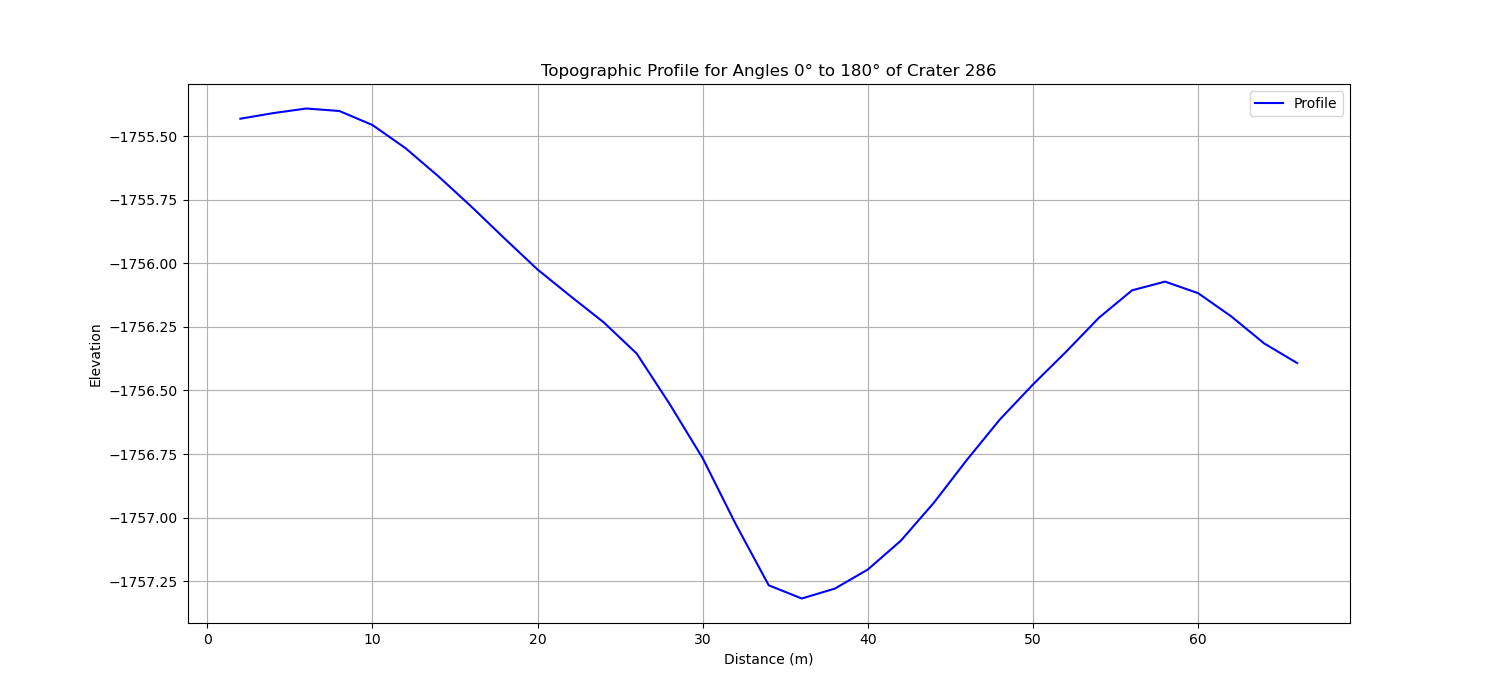 Topographic Profile for Angles 0° to 180° of Crater 286
Profile
−1755.50
−1755.75
−1756.00
−1756.25
−1756.50
−1756.75
−1757.00
−1757.25
Elevation
0 10 20 30 40 50 60
Distance (m)